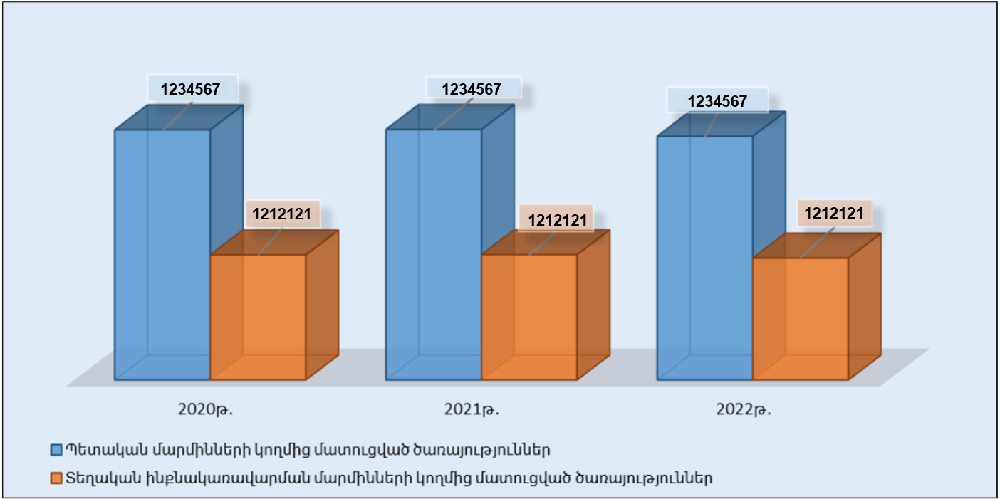 1234567
1234567
1234567
1212121
1212121
1212121
2020թ.
2021թ.
2022թ.
Պետական մարմինների կողմից մատուցված ծառայություններ
Տեղական ինքնակառավարման մարմինների կողմից մատուցված ծառայություններ